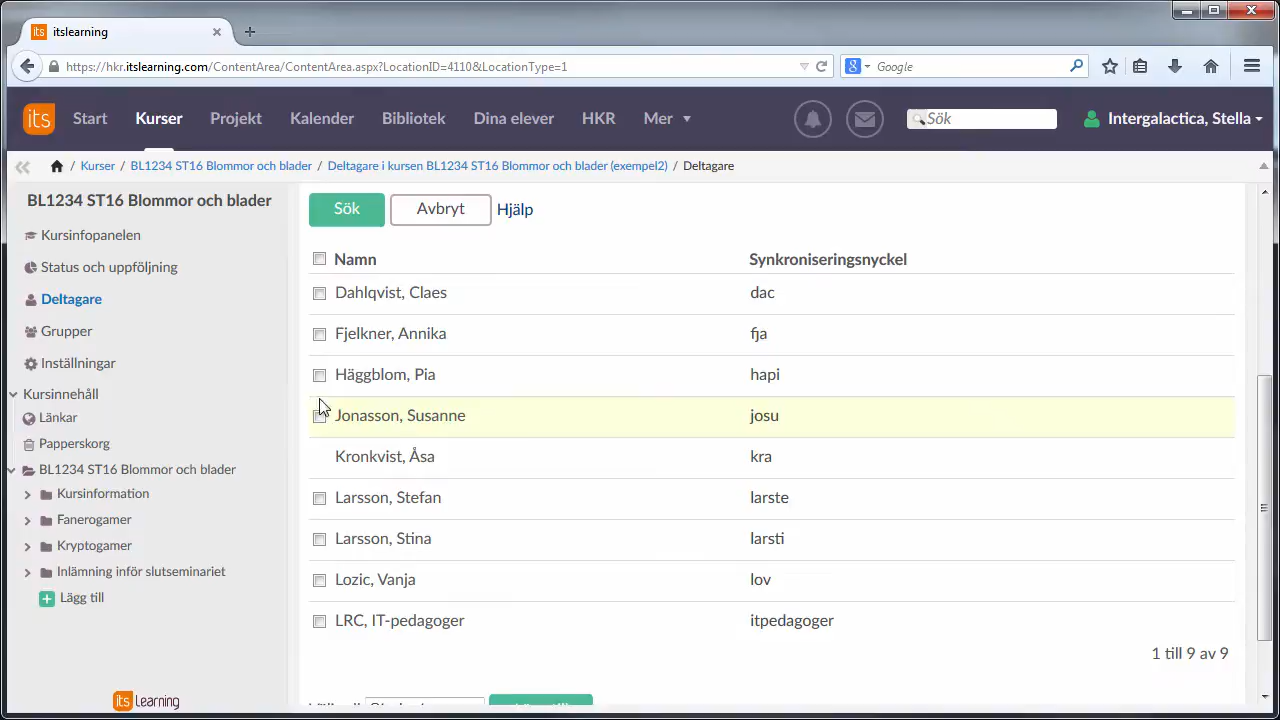 itslearning
https://hkr.itslearning.com/ContentArea/ContentArea.aspx?LocationID=4110&LocationType=1
Google
its Start Kurser Projekt Kalender Bibliotek Dina elever HKR Mer Sök Intergalactica, Stella
/ Kurser / BL1234 ST16 Blommor och blader / Deltagare i kursen BL1234 ST16 Blommor och blader (exempel2) / Deltagare
BL1234 ST16 Blommor och blader
Kursinfopanelen
Status och uppföljning
Deltagare
Grupper
Inställningar
Kursinnehåll
Länkar
Papperskorg
BL1234 ST16 Blommor och blader
Kursinformation
Fanerogamer
Kryptogamer
Inlämning inför slutseminariet
Lägg till
its learning
Sök Avbryt Hjälp
Namn Synkroniseringsnyckel
Dahlqvist, Claes dac
Fjelkner, Annika fja
Häggblom, Pia hapi
Jonasson, Susanne josu
Kronkvist, Åsa kra
Larsson, Stefan larste
Larsson, Stina larsti
Lozic, Vanja lov
LRC, IT-pedagoger itpedagoger
1 till 9 av 9